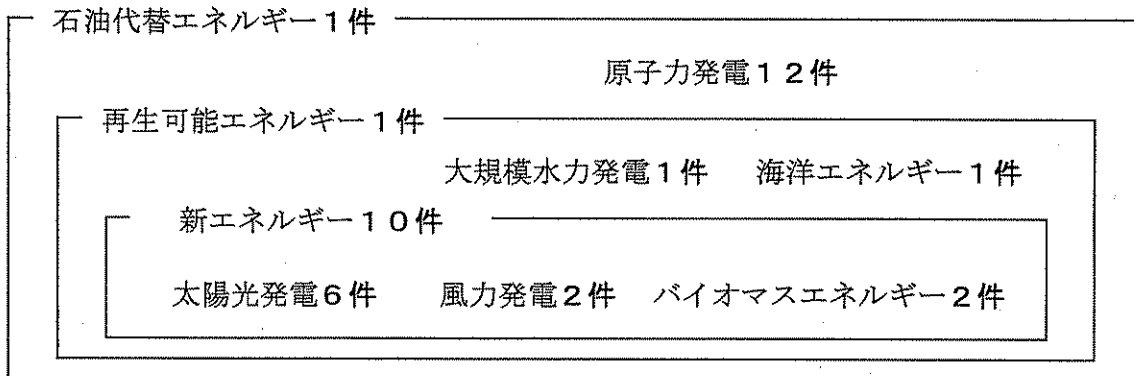 石油代替エネルギー1件
原子力発電12件
再生可能エネルギー1件
大規模水力発電1件 海洋エネルギー1件
新エネルギー10件
太陽光発電6件 風力発電2件 バイオマスエネルギー2件